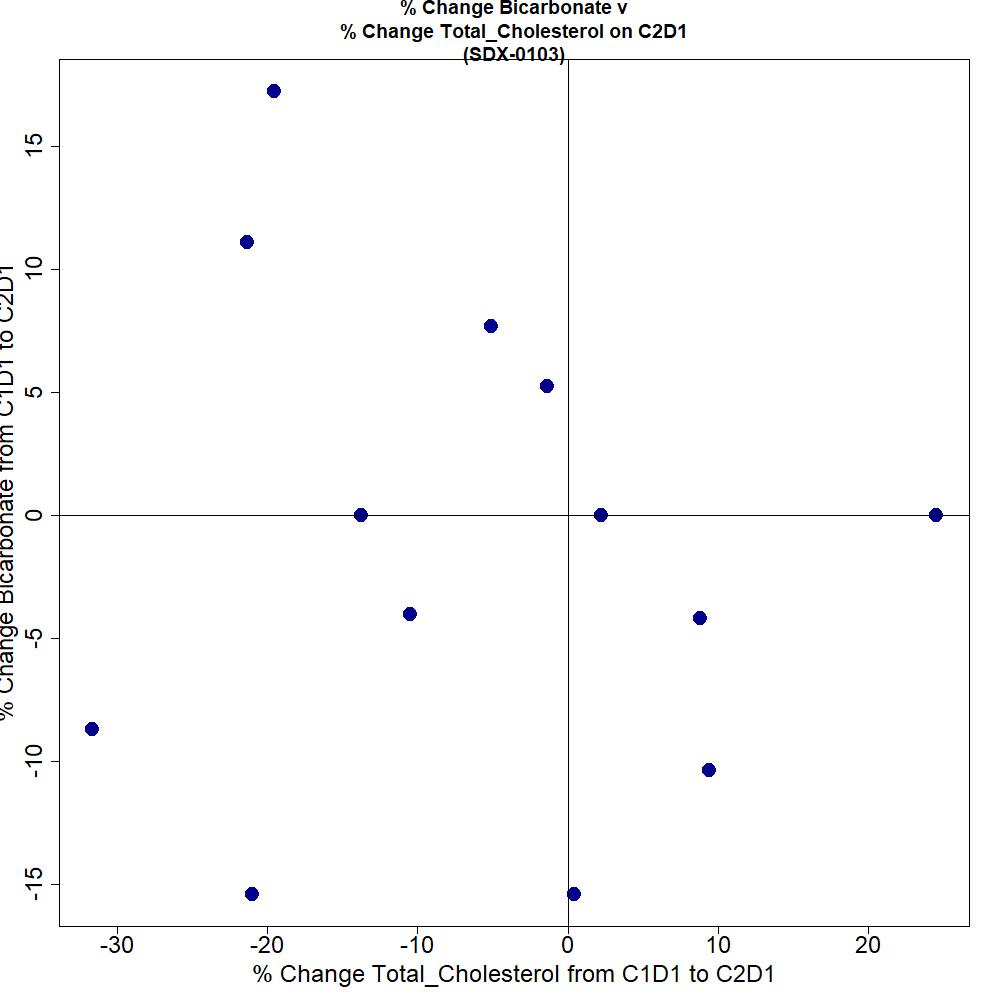 % Change Bicarbonate v
% Change Total_Cholesterol on C2D1
(SDX-0103)
% Change Bicarbonate from C1D1 to C2D1
15
10
5
0
-5
-10
-15
-30
-20
-10
0
10
20
% Change Total_Cholesterol from C1D1 to C2D1